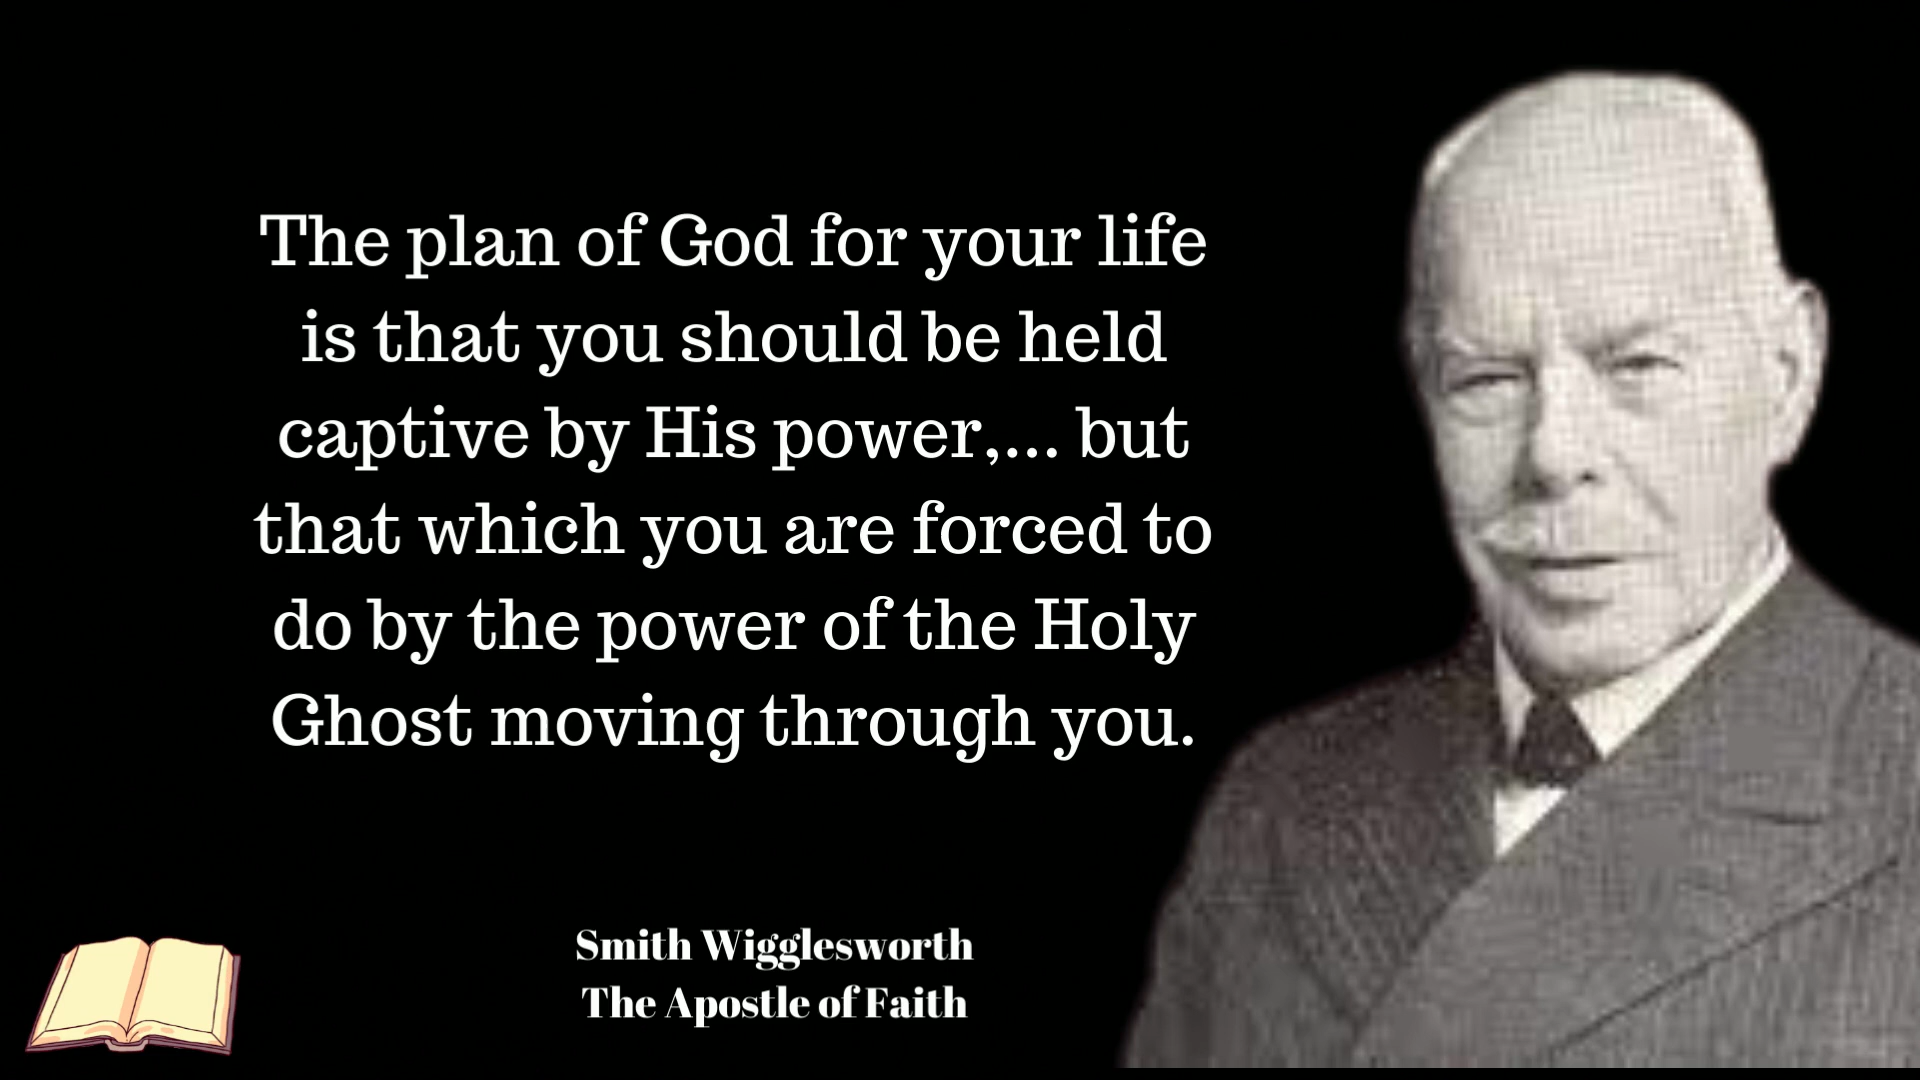 The plan of God for your life
is that you should be held
captive by His power,... but
that which you are forced to
do by the power of the Holy
Ghost moving through you.
Smith Wigglesworth
The Apostle of Faith